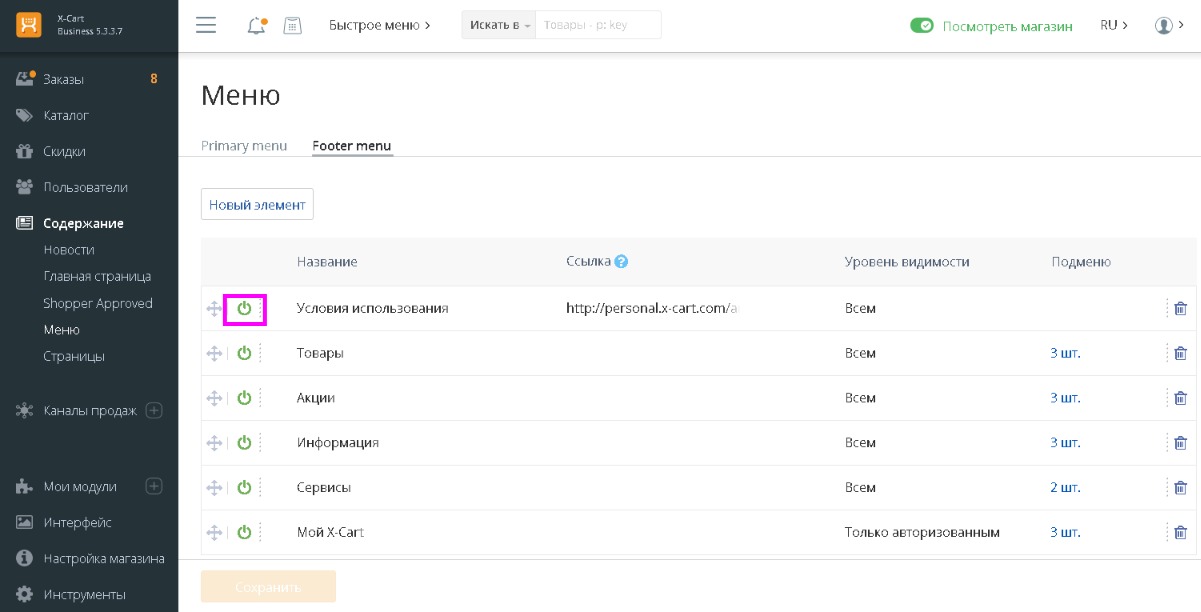 X-Cart
Business 5.3.3.7
Быстрое меню
Искать в
Товары - p: key
Посмотреть магазин
RU
Заказы 8
Каталог
Скидки
Пользователи
Содержание
Новости
Главная страница
Shopper Approved
Меню
Страницы
Каналы продаж
Мои модули
Интерфейс
Настройка магазина
Инструменты
Меню
Primary menu Footer menu
Новый элемент
Название Ссылка ? Уровень видимости Подменю
Условия использования http://personal.x-cart.com/a Всем
Товары Всем 3 шт.
Акции Всем 3 шт.
Информация Всем 3 шт.
Сервисы Всем 2 шт.
Мой X-Cart Только авторизованным 3 шт.
Сохранить